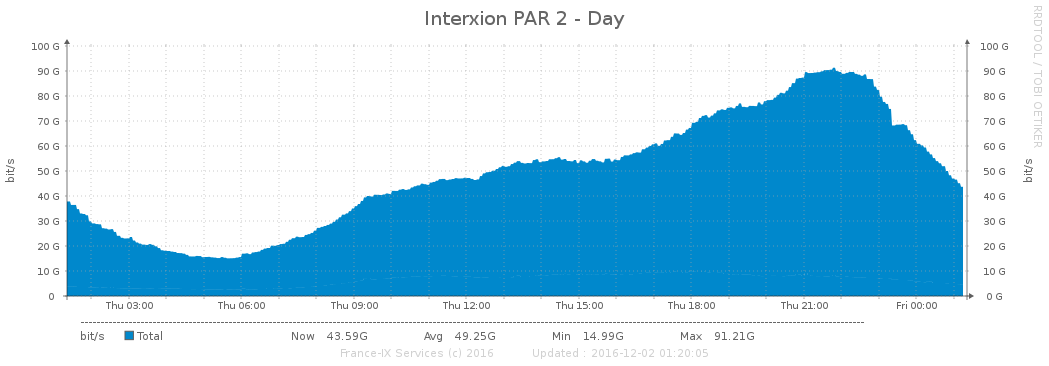 Interxion PAR 2 - Day
RRDTOOL / TOBI OETIKER
100 G 100 G
90 G 90 G
80 G 80 G
70 G 70 G
60 G 60 G
50 G 50 G
40 G 40 G
30 G 30 G
20 G 20 G
10 G 10 G
0 0 G
bit/s bit/s
Thu 03:00 Thu 06:00 Thu 09:00 Thu 12:00 Thu 15:00 Thu 18:00 Thu 21:00 Fri 00:00
bit/s Total Now 43.59G Avg 49.25G Min 14.99G Max 91.21G
France-IX Services (c) 2016 Updated : 2016-12-02 01:20:05